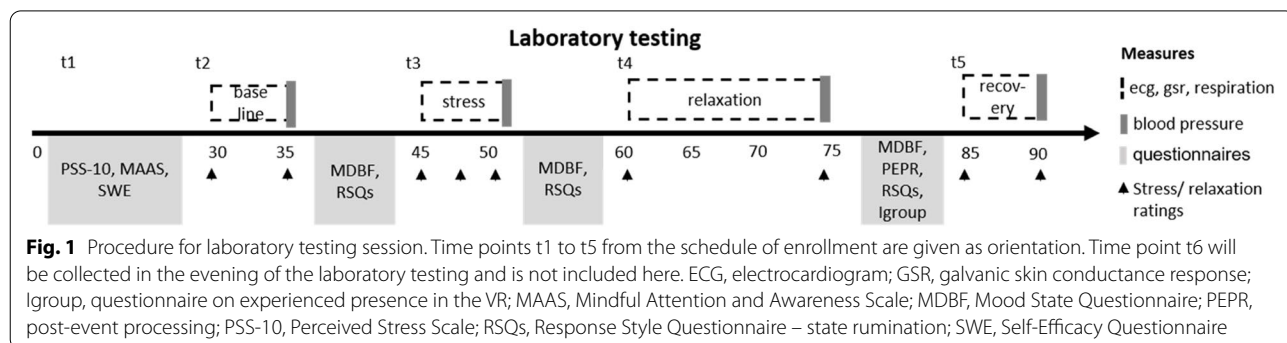 Laboratory testing
t1
t2
t3
t4
t5
base
line
stress
relaxation
recov-
ery
0
30
35
45
50
60
65
70
75
85
90
PSS-10, MAAS,
SWE
MDBF,
RSQs
MDBF,
RSQs
MDBF,
PEPR,
RSQs,
Igroup
Measures
ecg, gsr, respiration
blood pressure
questionnaires
Stress/ relaxation
ratings
Fig. 1 Procedure for laboratory testing session. Time points t1 to t5 from the schedule of enrollment are given as orientation. Time point t6 will
be collected in the evening of the laboratory testing and is not included here. ECG, electrocardiogram; GSR, galvanic skin conductance response;
Igroup, questionnaire on experienced presence in the VR; MAAS, Mindful Attention and Awareness Scale; MDBF, Mood State Questionnaire; PEPR,
post-event processing; PSS-10, Perceived Stress Scale; RSQs, Response Style Questionnaire – state rumination; SWE, Self-Efficacy Questionnaire